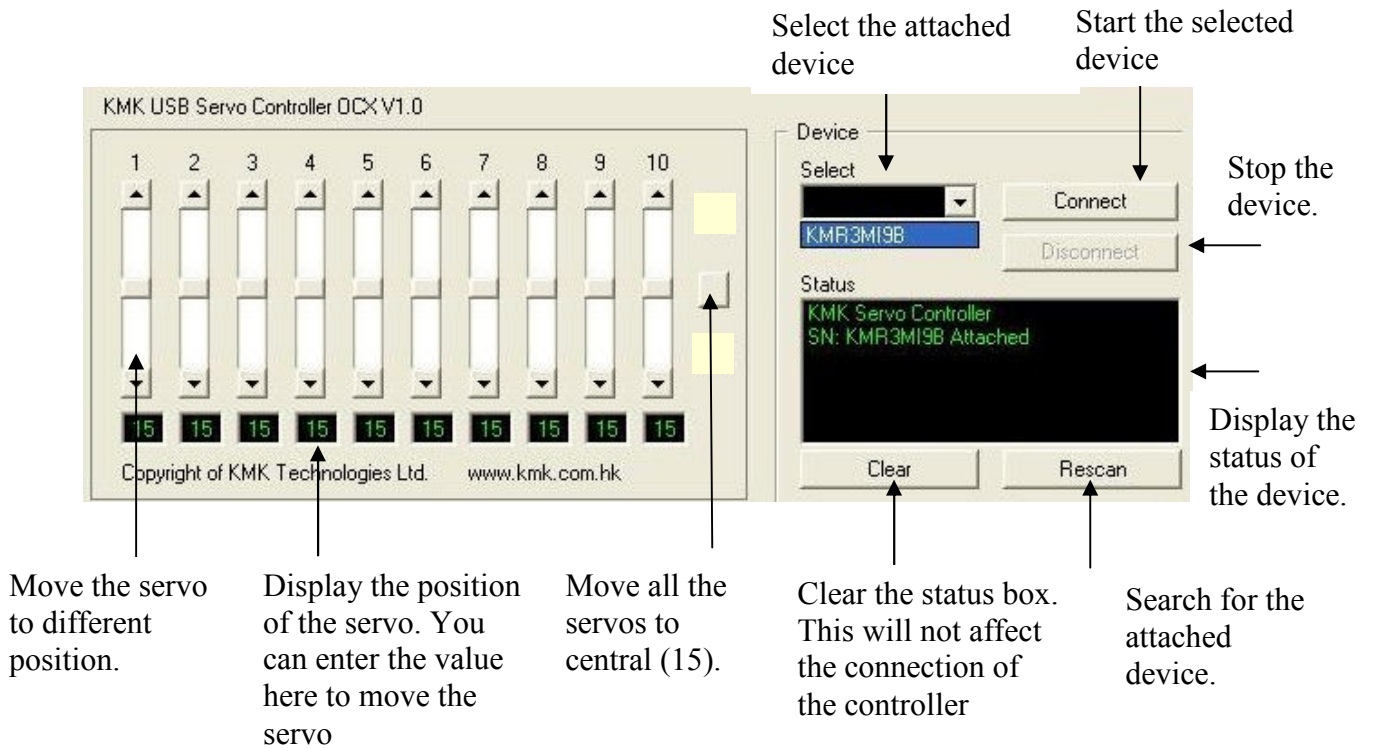 Select the attached
device
Start the selected
device
KMK USB Servo Controller OCX V1.0
1 2 3 4 5 6 7 8 9 10
15 15 15 15 15 15 15 15 15 15
Copyright of KMK Technologies Ltd. www.kmk.com.hk
Device
Select
Connect
KMR3MI9B
Disconnect
Status
KMK Servo Controller
SN: KMR3MI9B Attached
Clear Rescan
Stop the
device.
Display the
status of
the device.
Move the servo
to different
position.
Display the position
of the servo. You
can enter the value
here to move the
servo
Move all the
servos to
central (15).
Clear the status box.
This will not affect
the connection of
the controller
Search for the
attached
device.